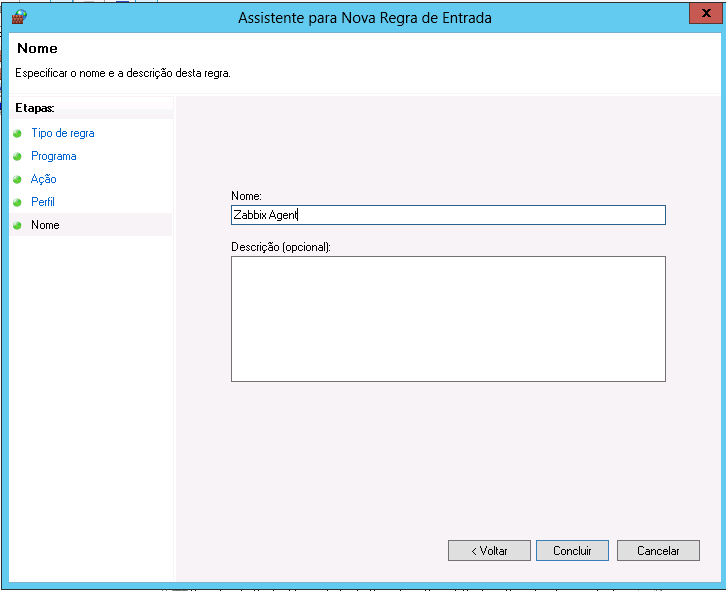 Assistente para Nova Regra de Entrada
x
Nome
Especificar o nome e a descrição desta regra.
Etapas:
Tipo de regra
Programa
Ação
Perfil
Nome
Nome:
Zabbix Agent
Descrição (opcional):
< Voltar
Concluir
Cancelar